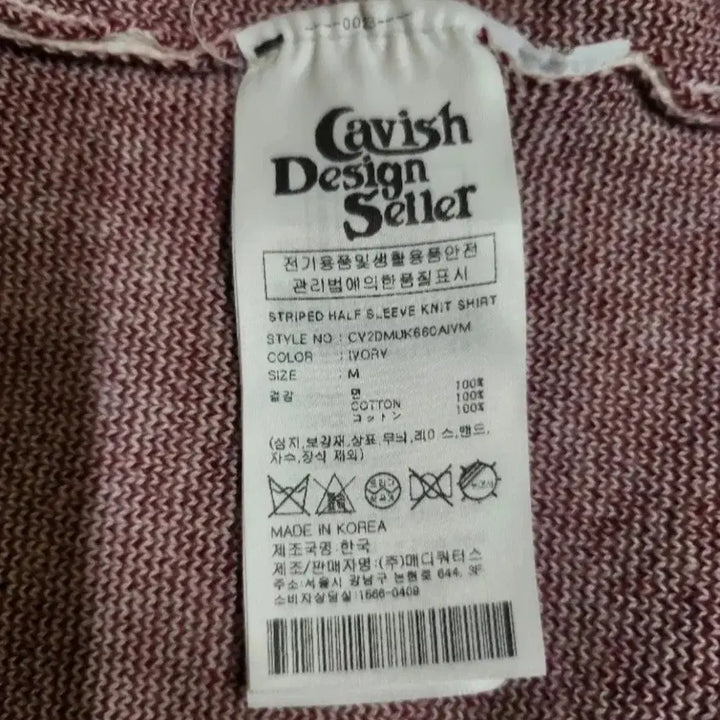 Cavish
Design
Seller
전기용품및생활용품안전
관리법에의한품질표시
STRIPED HALF SLEEVE KNIT SHIRT
STYLE NO : CV2DMUK660AIVM
COLOR : IVORY
SIZE : M
겉감 면 100%
COTTON 100%
コットン 100%
(심지,보강재,상표,무늬,레이스,밴드,
자수,장식 제외)
MADE IN KOREA
제조국명:한국
제조/판매자명:(주)매디쿼터스
주소:서울시 강남구 논현로 644, 3F
소비자상담실:1566-0409